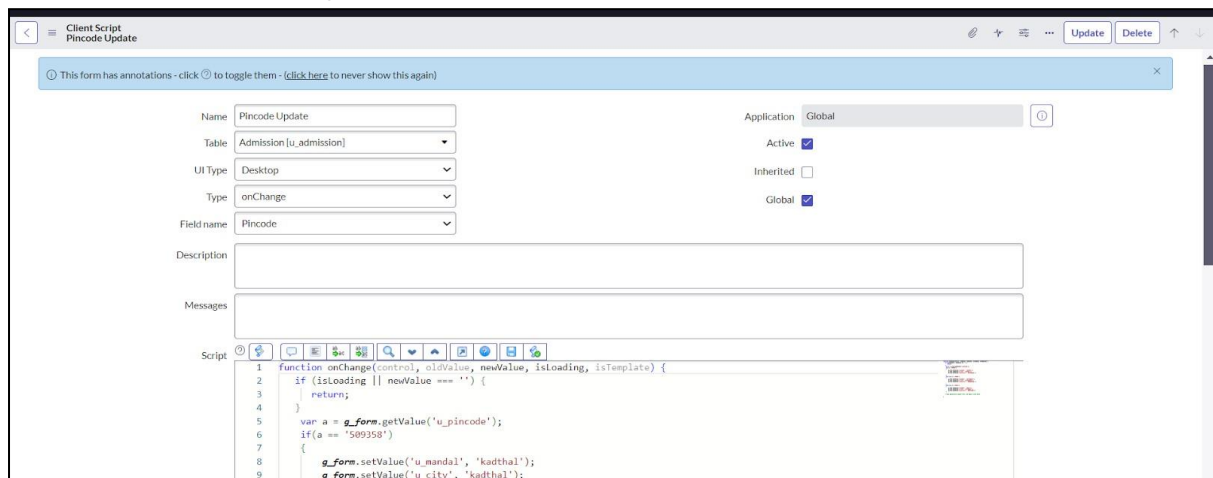 Client Script
Pincode Update
Update Delete
This form has annotations - click ? to toggle them - (click here to never show this again)
Name Pincode Update
Application Global
Table Admission [u_admission]
Active
UI Type Desktop
Inherited
Type onChange
Global
Field name Pincode
Description
Messages
Script
1 function onChange(control, oldValue, newValue, isLoading, isTemplate) {
2 if (isLoading || newValue === '') {
3 return;
4 }
5 var a = g_form.getValue('u_pincode');
6 if(a == '509358')
7 {
8 g_form.setValue('u_mandal', 'kadthal');
9 g_form.setValue('u_city', 'kadthal');